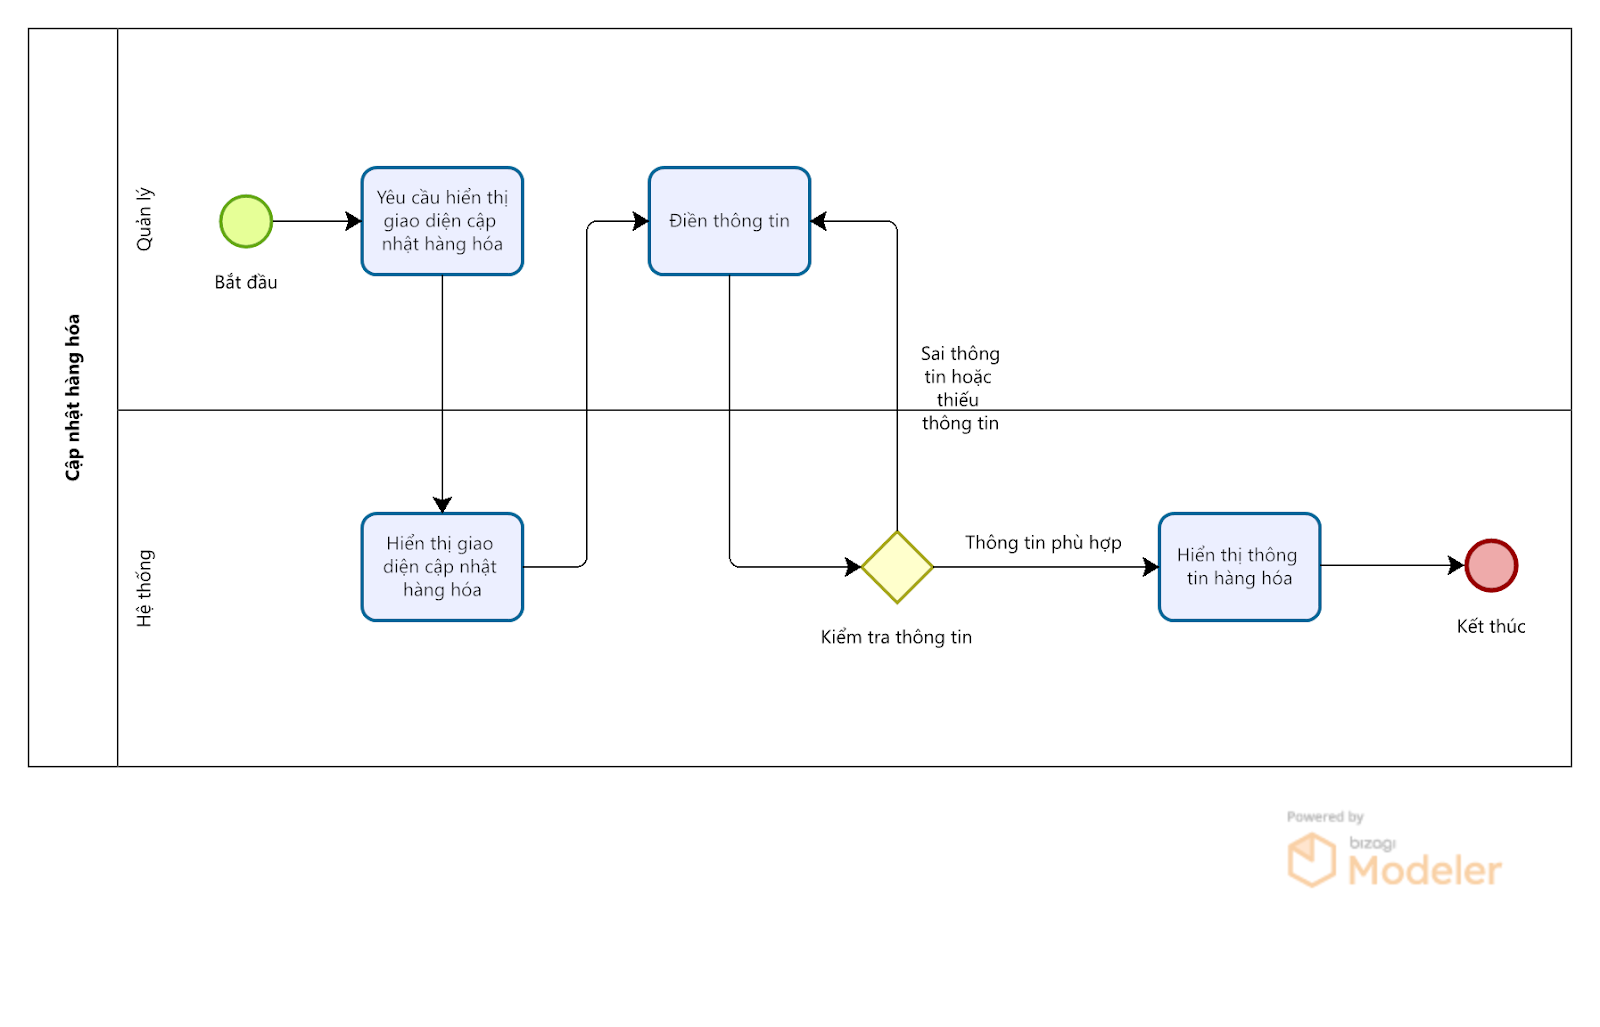 Cập nhật hàng hóa
Quản lý
Bắt đầu
Yêu cầu hiển thị
giao diện cập
nhật hàng hóa
Điền thông tin
Sai thông
tin hoặc
thiếu
thông tin
Hệ thống
Hiển thị giao
diện cập nhật
hàng hóa
Kiểm tra thông tin
Thông tin phù hợp
Hiển thị thông
tin hàng hóa
Kết thúc
Powered by
bizagi
Modeler